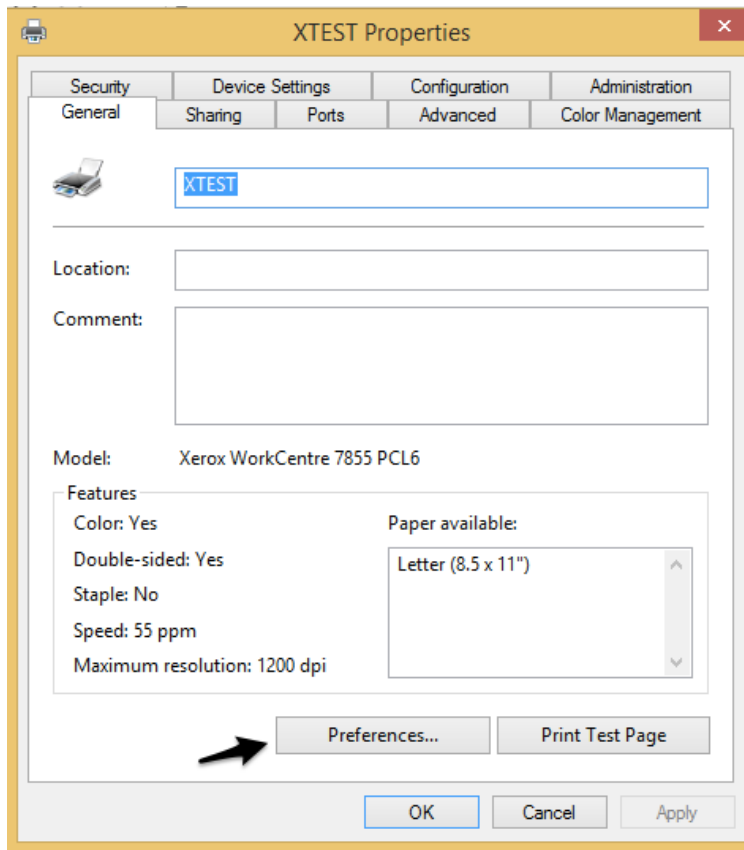 XTEST Properties
Security Device Settings Configuration Administration
General Sharing Ports Advanced Color Management
XTEST
Location:
Comment:
Model: Xerox WorkCentre 7855 PCL6
Features
Color: Yes Paper available:
Double-sided: Yes Letter (8.5 x 11")
Staple: No
Speed: 55 ppm
Maximum resolution: 1200 dpi
Preferences... Print Test Page
OK Cancel Apply